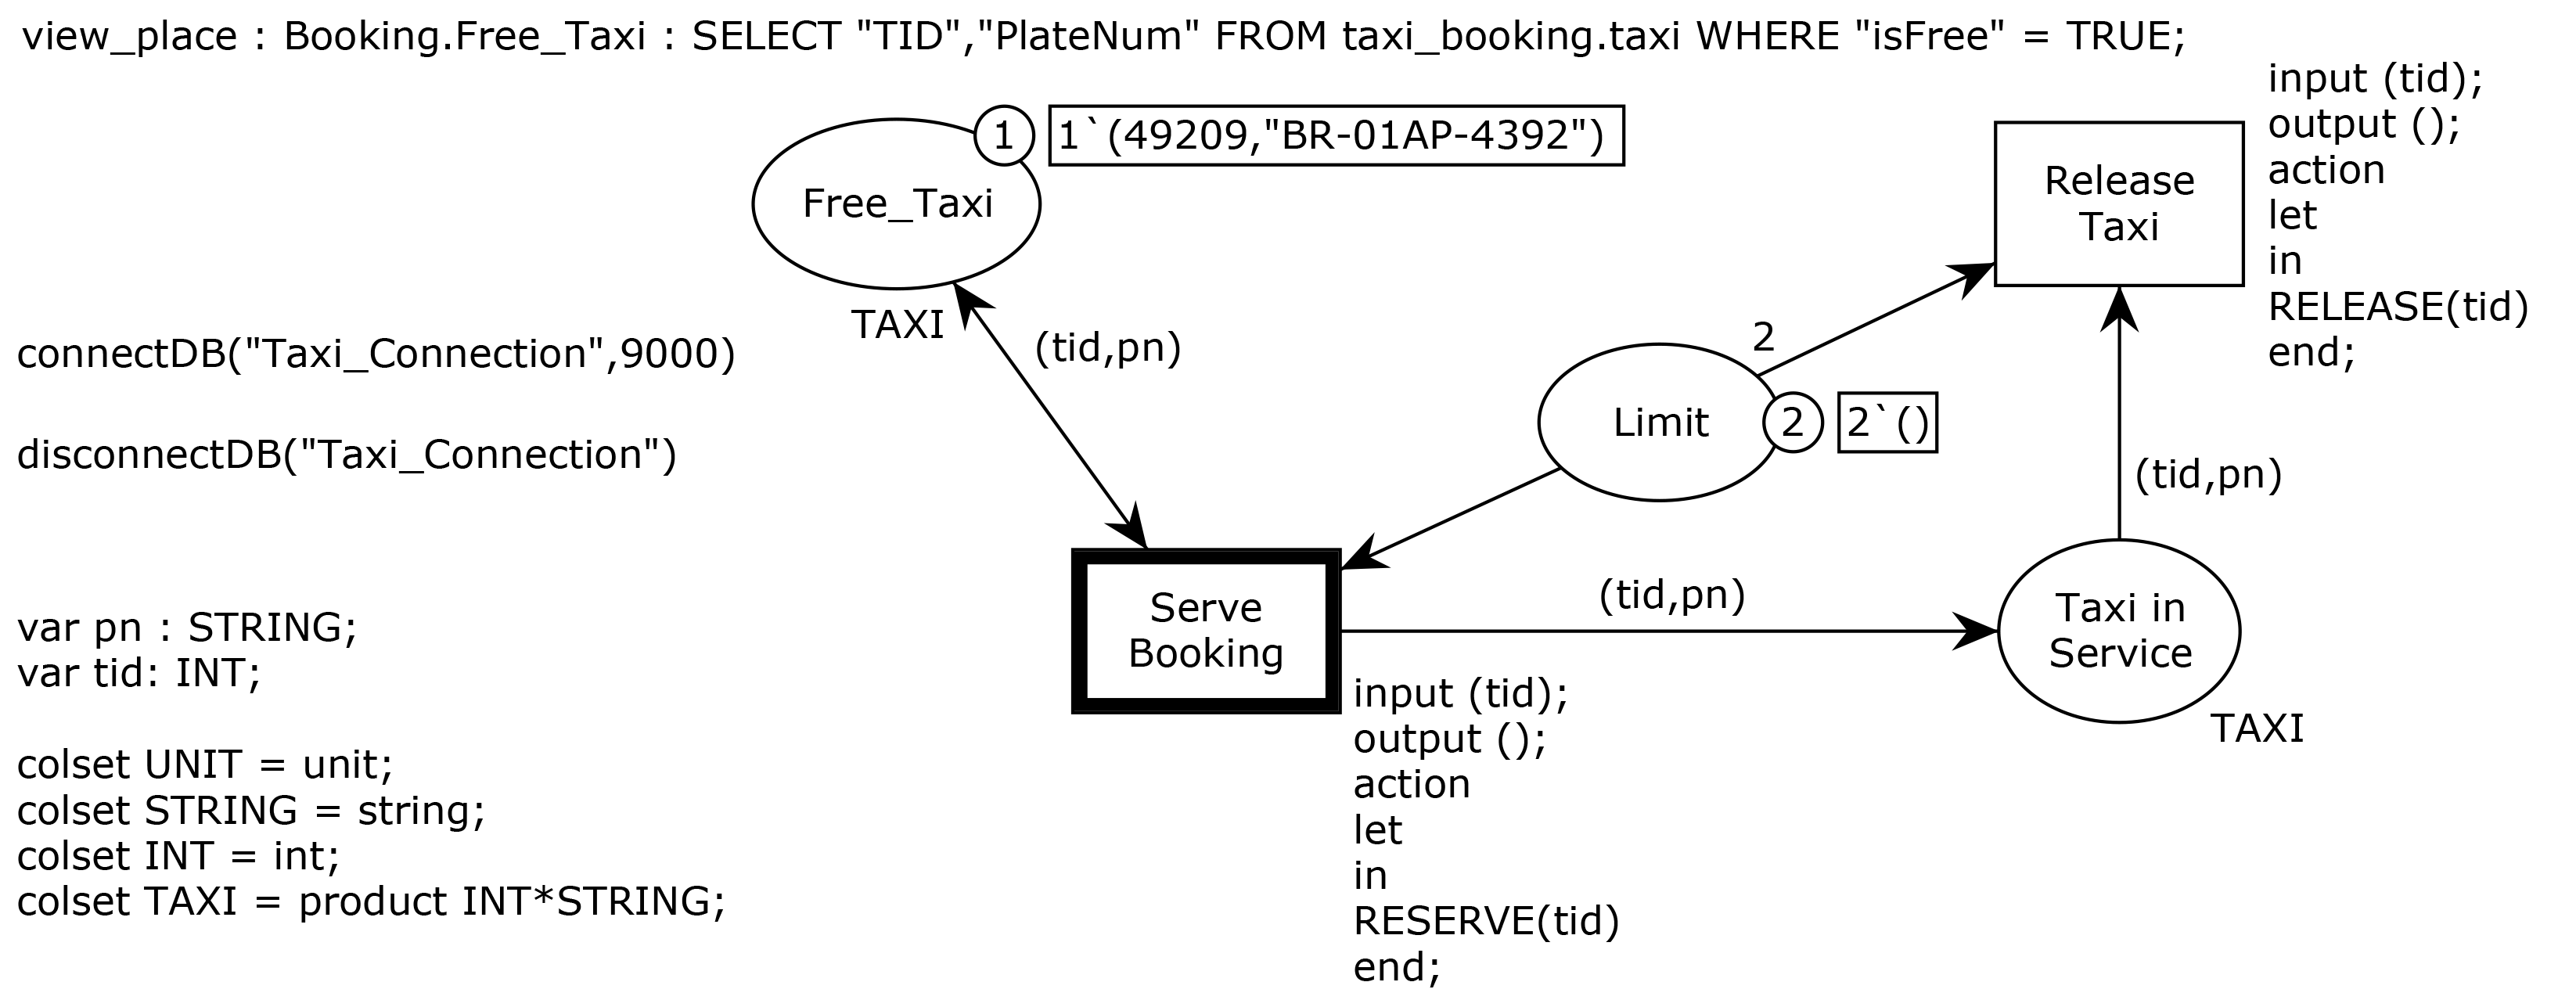 view_place : Booking.Free_Taxi : SELECT "TID","PlateNum" FROM taxi_booking.taxi WHERE "isFree" = TRUE;
1
1`(49209,"BR-01AP-4392")
Free_Taxi
TAXI
(tid,pn)
connectDB("Taxi_Connection",9000)
disconnectDB("Taxi_Connection")
Release
Taxi
input (tid);
output ();
action
let
in
RELEASE(tid)
end;
2
Limit
2
2`()
(tid,pn)
Serve
Booking
(tid,pn)
Taxi in
Service
TAXI
input (tid);
output ();
action
let
in
RESERVE(tid)
end;
var pn : STRING;
var tid: INT;
colset UNIT = unit;
colset STRING = string;
colset INT = int;
colset TAXI = product INT*STRING;